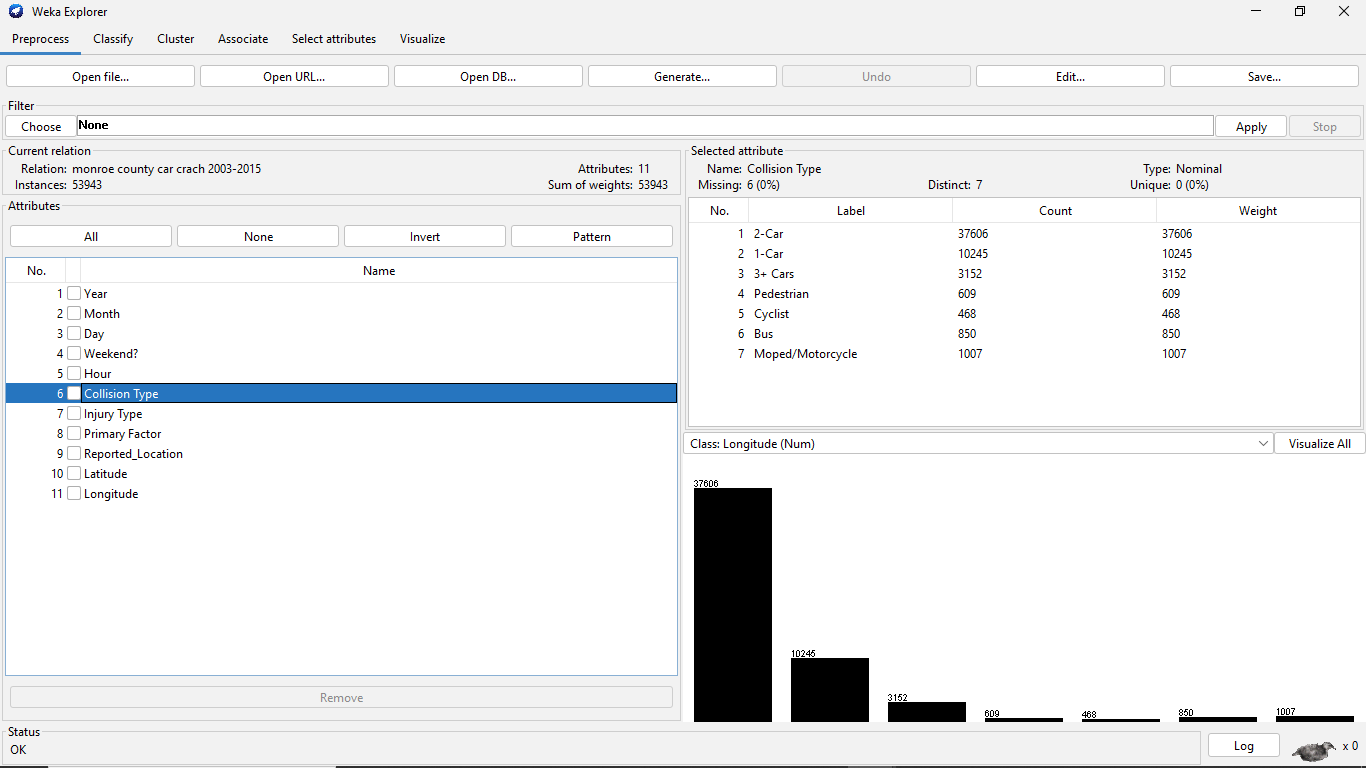 Weka Explorer
Preprocess Classify Cluster Associate Select attributes Visualize
Open file... Open URL... Open DB... Generate... Undo Edit... Save...
Filter
Choose None Apply Stop
Current relation
Relation: monroe county car crach 2003-2015 Attributes: 11
Instances: 53943 Sum of weights: 53943
Attributes
All None Invert Pattern
No. Name
1 Year
2 Month
3 Day
4 Weekend?
5 Hour
6 Collision Type
7 Injury Type
8 Primary Factor
9 Reported_Location
10 Latitude
11 Longitude
Remove
Selected attribute
Name: Collision Type Type: Nominal
Missing: 6 (0%) Distinct: 7 Unique: 0 (0%)
No. Label Count Weight
1 2-Car 37606 37606
2 1-Car 10245 10245
3 3+ Cars 3152 3152
4 Pedestrian 609 609
5 Cyclist 468 468
6 Bus 850 850
7 Moped/Motorcycle 1007 1007
Class: Longitude (Num) Visualize All
37606
10245
3152
609
468
850
1007
Status
OK
Log x 0